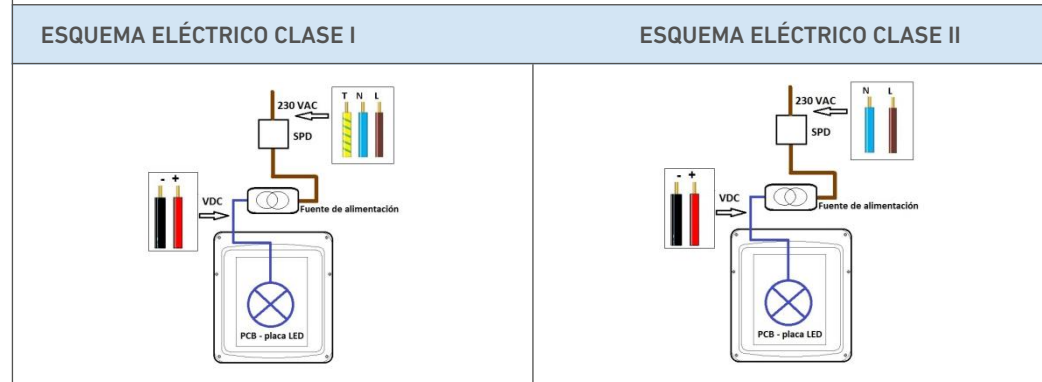 ESQUEMA ELÉCTRICO CLASE I
ESQUEMA ELÉCTRICO CLASE II
T N L
230 VAC
SPD
- +
VDC
Fuente de alimentación
PCB - placa LED
N L
230 VAC
SPD
- +
VDC
Fuente de alimentación
PCB - placa LED